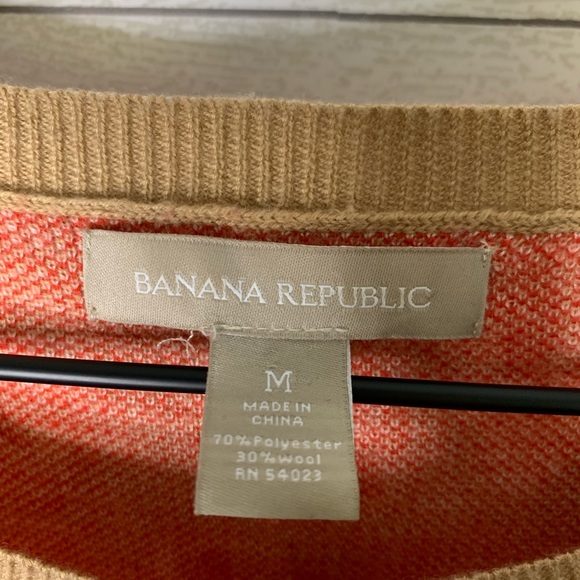 BANANA REPUBLIC
M
MADE IN
CHINA
70% Polyester
30% wool
RN 54023